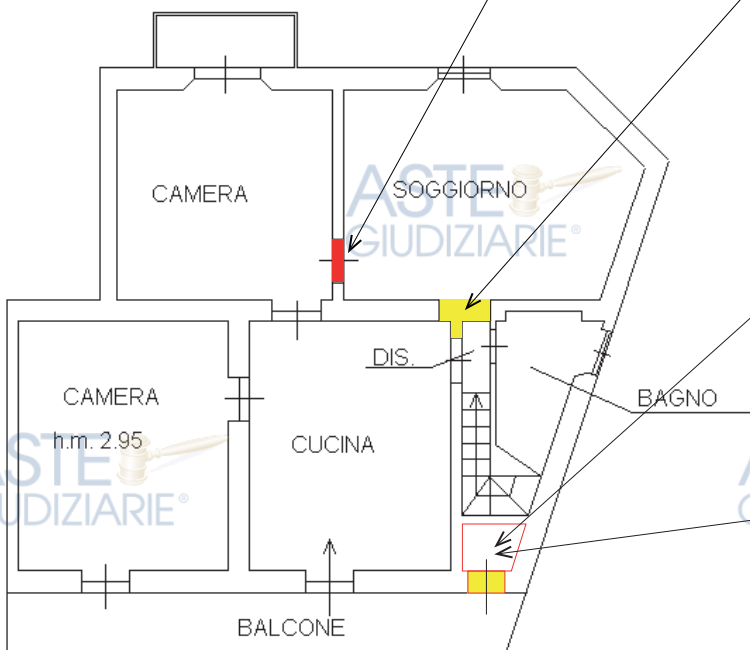 CAMERA
SOGGIORNO
ASTE
GIUDIZIARIE®
DIS.
CAMERA
BAGNO
h.m. 2.95
CUCINA
ASTE
GIUDIZIARIE®
BALCONE